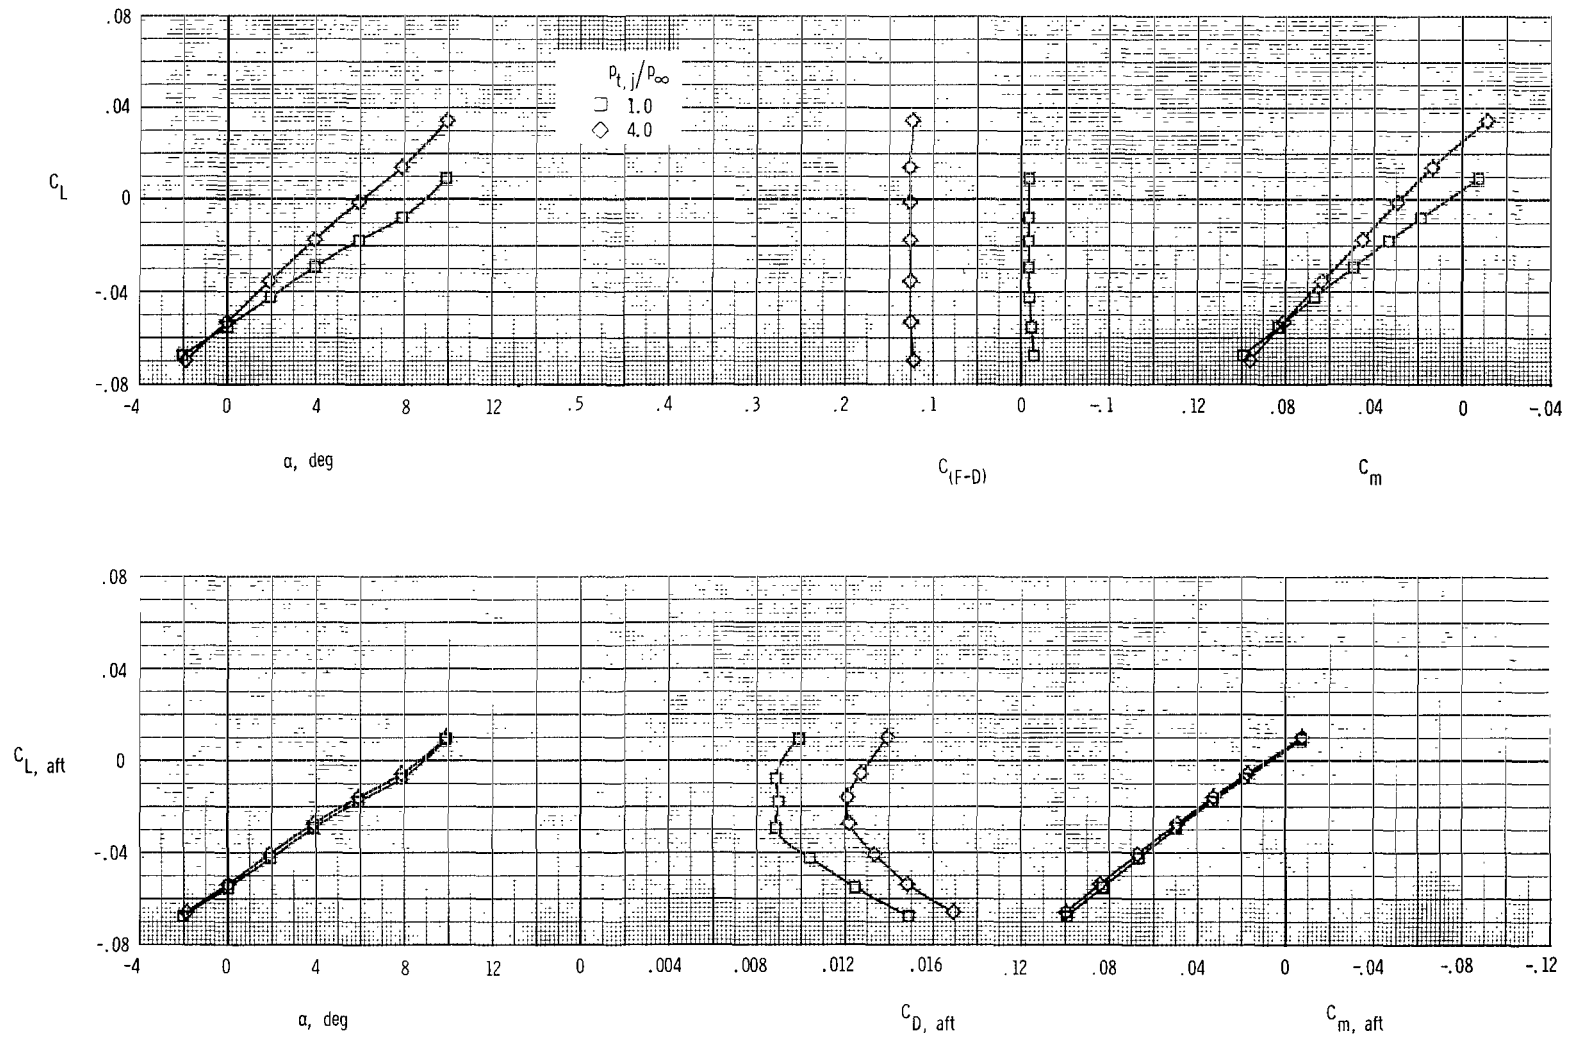 .08
.04
0
-.04
-.08
C_L
p_t,j/p_∞
□ 1.0
◇ 4.0
-4 0 4 8 12 .5 .4 .3 .2 .1 0 -.1 .12 .08 .04 0 -.04
α, deg C_(F-D) C_m
.08
.04
0
-.04
-.08
C_L, aft
-4 0 4 8 12 0 .004 .008 .012 .016 .12 .08 .04 0 -.04 -.08 -.12
α, deg C_D, aft C_m, aft